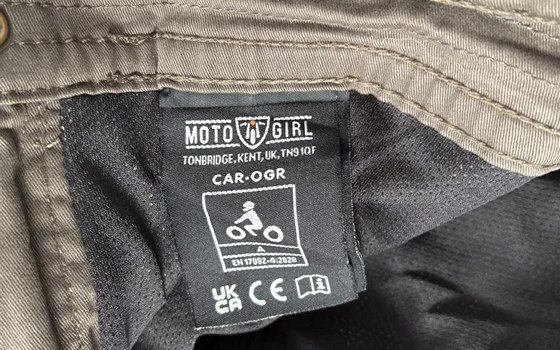 MOTO GIRL
TONBRIDGE, KENT, UK, TN9 1QF
CAR-OGR
A
EN 17092-4:2020
UK
CA CE i